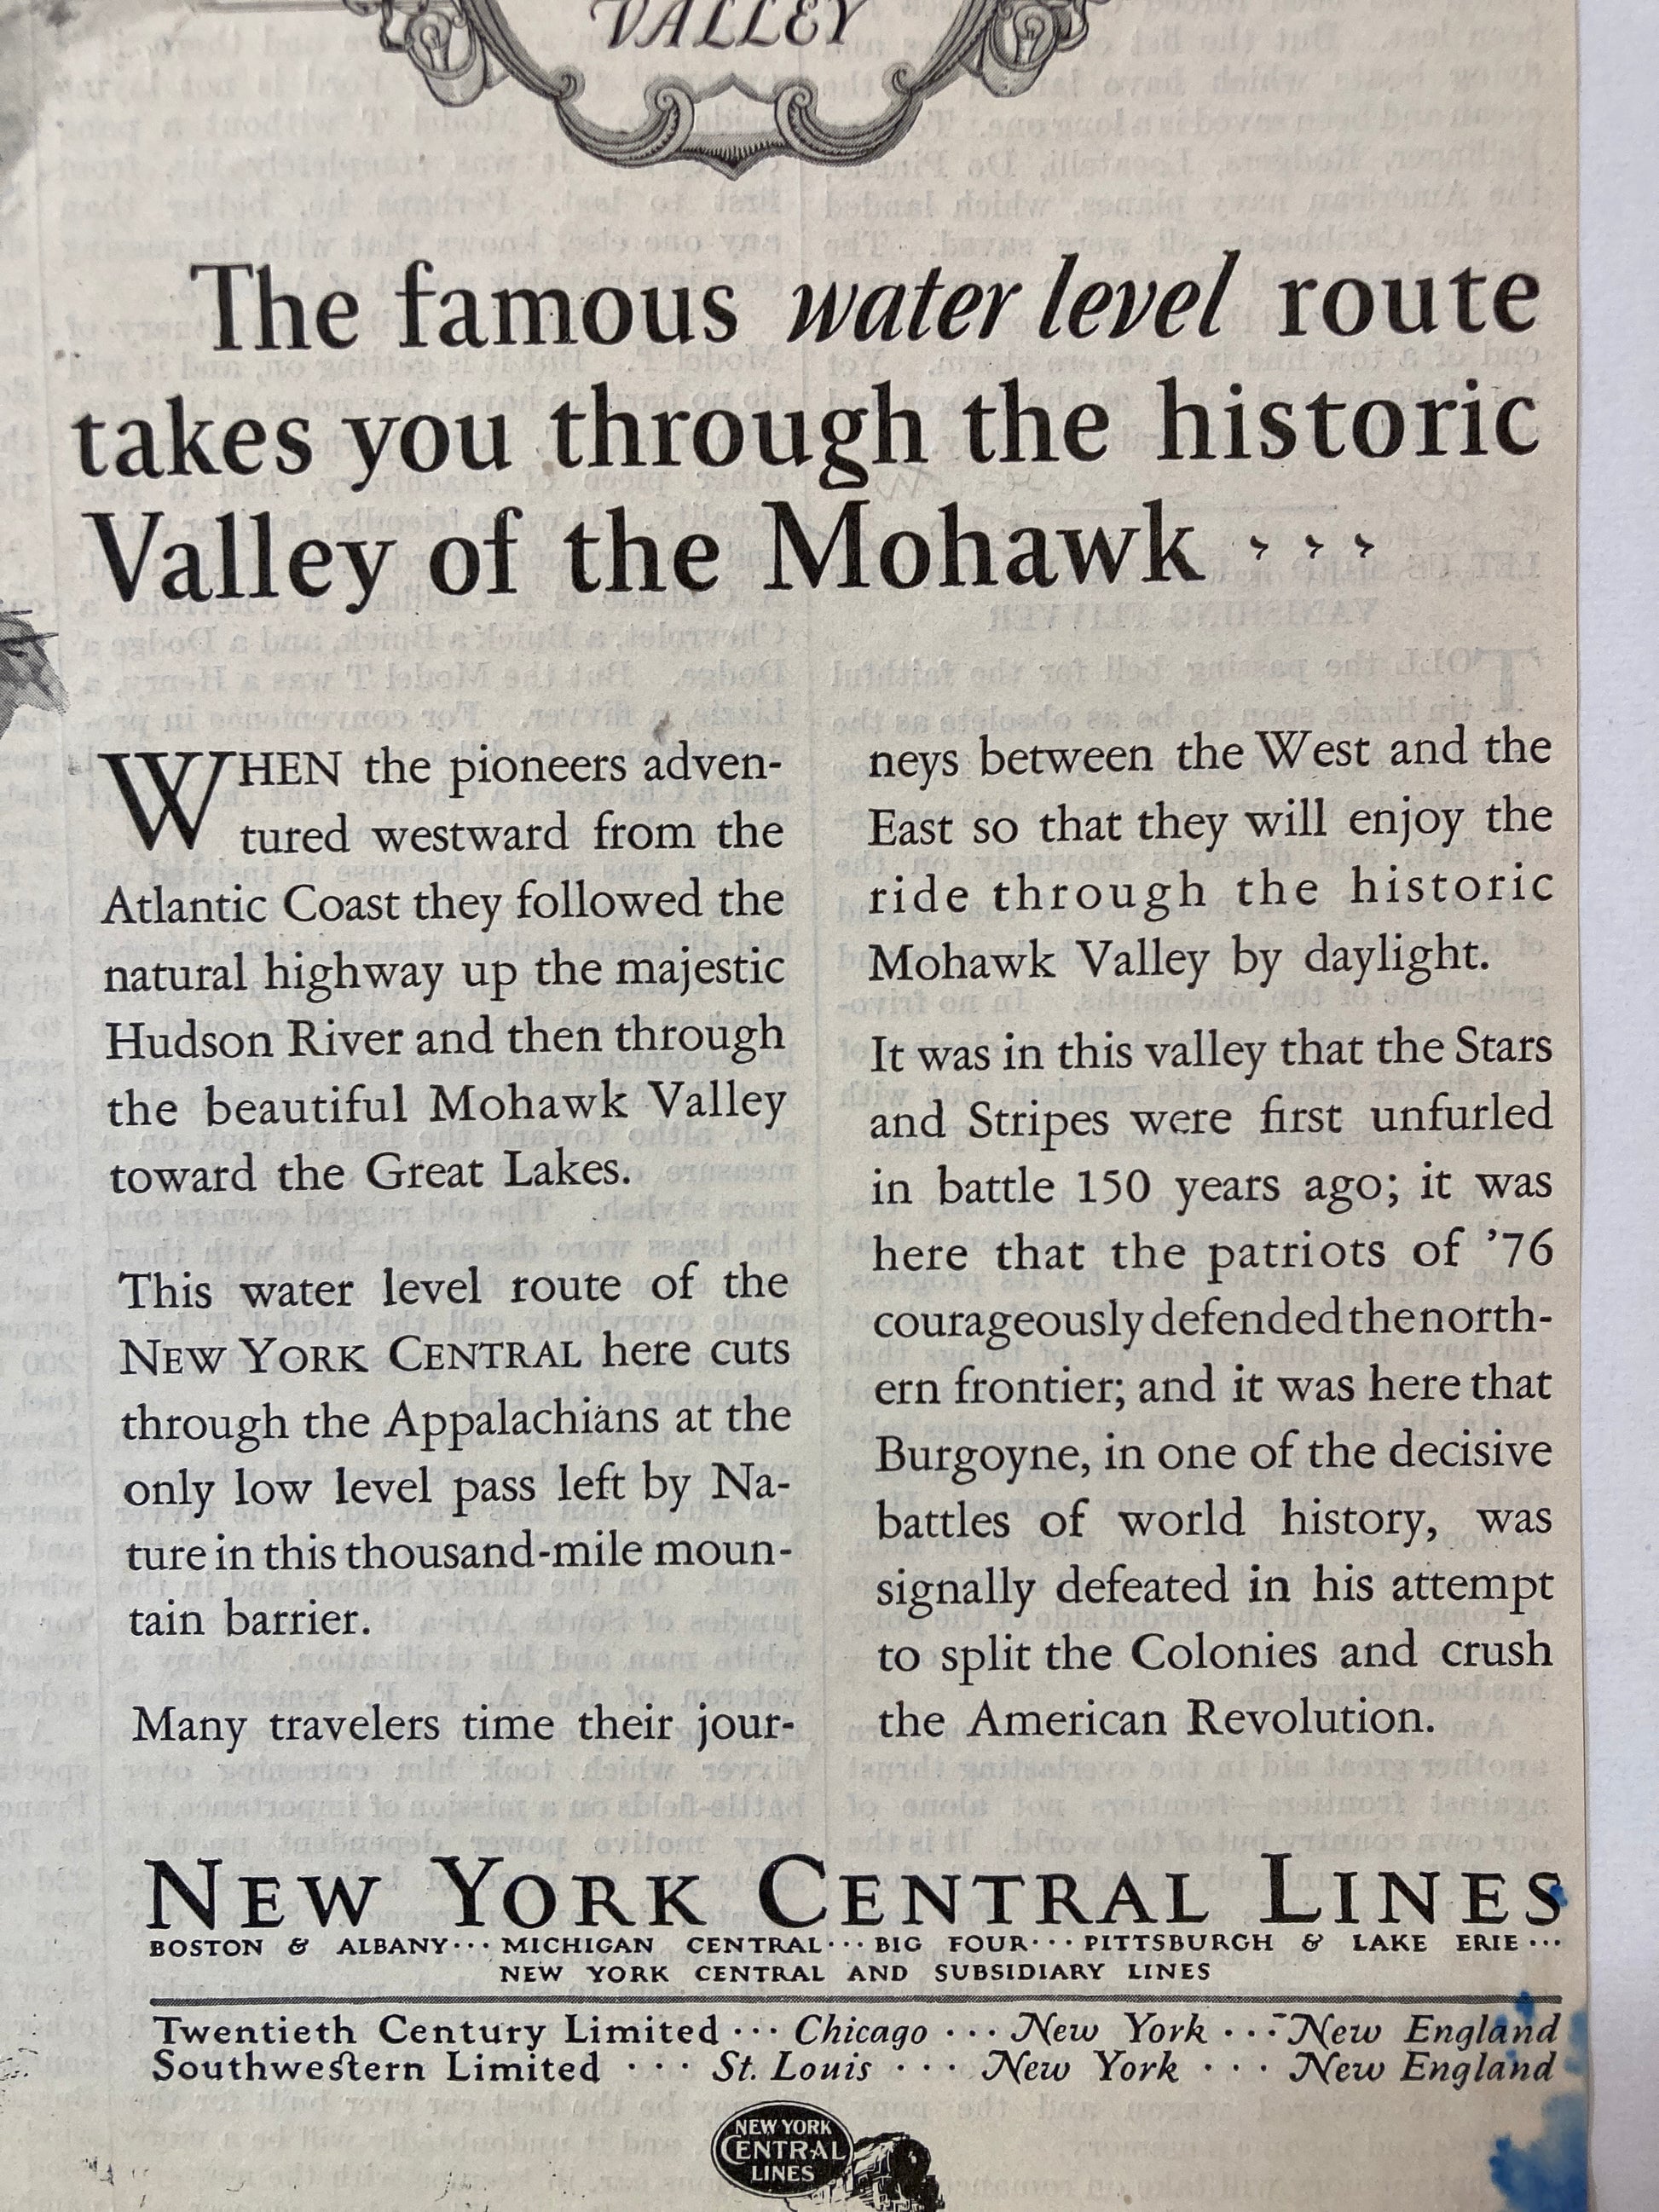 VALLEY
The famous water level route
takes you through the historic
Valley of the Mohawk
WHEN the pioneers adven-
tured westward from the
Atlantic Coast they followed the
natural highway up the majestic
Hudson River and then through
the beautiful Mohawk Valley
toward the Great Lakes.
This water level route of the
NEW YORK CENTRAL here cuts
through the Appalachians at the
only low level pass left by Na-
ture in this thousand-mile moun-
tain barrier.
Many travelers time their jour-
neys between the West and the
East so that they will enjoy the
ride through the historic
Mohawk Valley by daylight.
It was in this valley that the Stars
and Stripes were first unfurled
in battle 150 years ago; it was
here that the patriots of ’76
courageously defended the north-
ern frontier; and it was here that
Burgoyne, in one of the decisive
battles of world history, was
signally defeated in his attempt
to split the Colonies and crush
the American Revolution.
NEW YORK CENTRAL LINES
BOSTON & ALBANY··· MICHIGAN CENTRAL··· BIG FOUR··· PITTSBURGH & LAKE ERIE···
NEW YORK CENTRAL AND SUBSIDIARY LINES
Twentieth Century Limited ··· Chicago ··· New York ··· New England
Southwestern Limited ··· St. Louis ··· New York ··· New England
NEW YORK
CENTRAL
LINES